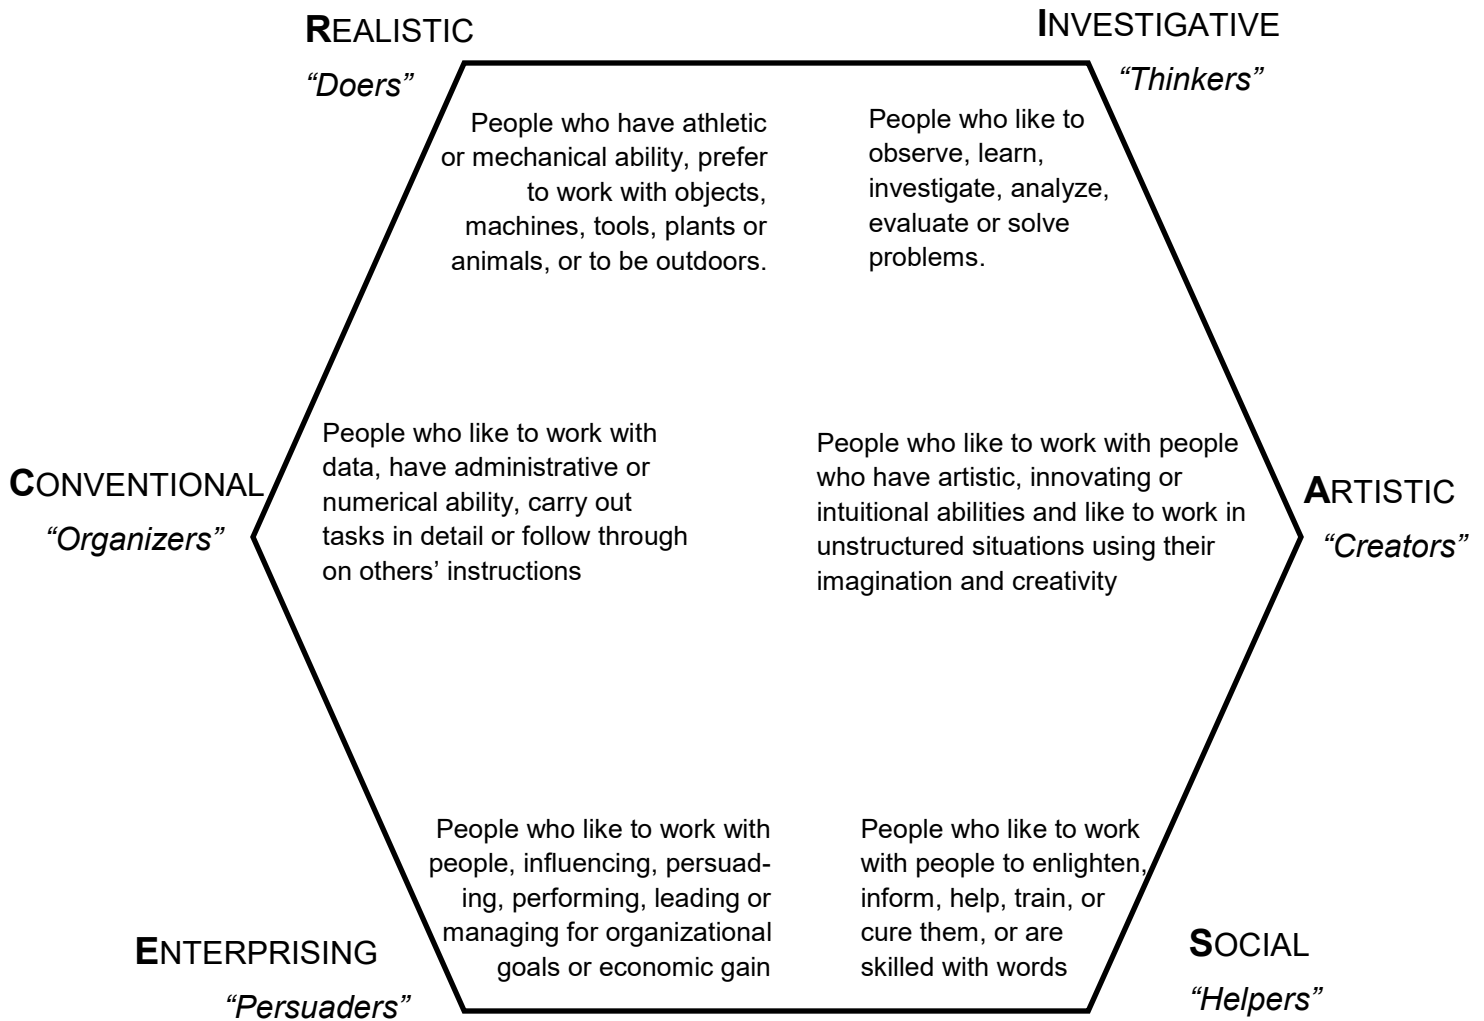 REALISTIC
“Doers”
People who have athletic
or mechanical ability, prefer
to work with objects,
machines, tools, plants or
animals, or to be outdoors.
INVESTIGATIVE
“Thinkers”
People who like to
observe, learn,
investigate, analyze,
evaluate or solve
problems.
CONVENTIONAL
“Organizers”
People who like to work with
data, have administrative or
numerical ability, carry out
tasks in detail or follow through
on others’ instructions
People who like to work with people
who have artistic, innovating or
intuitional abilities and like to work in
unstructured situations using their
imagination and creativity
ARTISTIC
“Creators”
ENTERPRISING
“Persuaders”
People who like to work with
people, influencing, persuad-
ing, performing, leading or
managing for organizational
goals or economic gain
People who like to work
with people to enlighten,
inform, help, train, or
cure them, or are
skilled with words
SOCIAL
“Helpers”